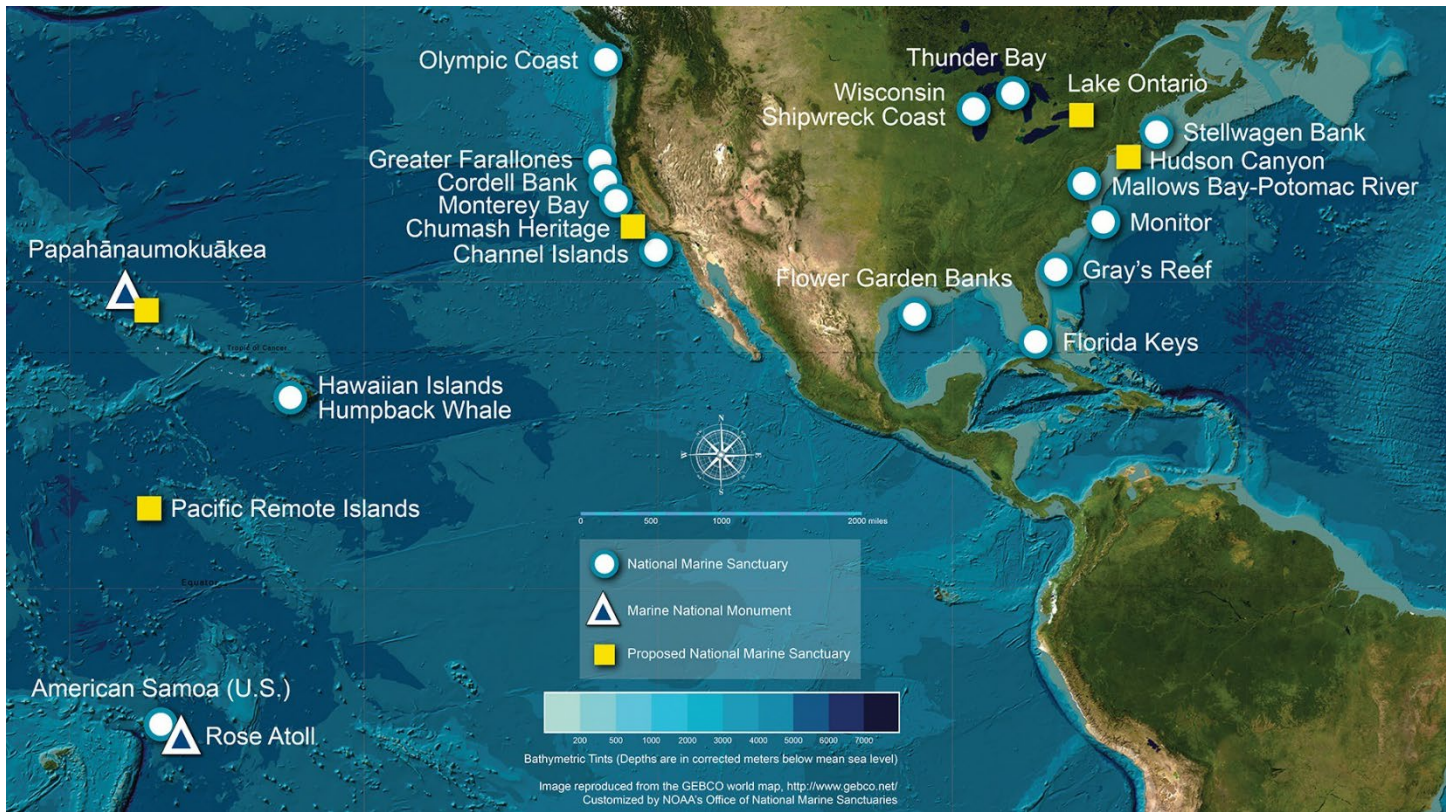 Olympic Coast
Thunder Bay
Wisconsin
Shipwreck Coast
Lake Ontario
Stellwagen Bank
Greater Farallones
Hudson Canyon
Cordell Bank
Mallows Bay-Potomac River
Monterey Bay
Chumash Heritage
Monitor
Channel Islands
Papahānaumokuākea
Gray's Reef
Flower Garden Banks
Florida Keys
Tropic of Cancer
Hawaiian Islands
Humpback Whale
N
W
E
S
Pacific Remote Islands
0 500 1000 2000 miles
National Marine Sanctuary
Equator
Marine National Monument
Proposed National Marine Sanctuary
American Samoa (U.S.)
Rose Atoll
200 500 1000 2000 3000 4000 5000 6000 7000
Bathymetric Tints (Depths are in corrected meters below mean sea level)
Image reproduced from the GEBCO world map, http://www.gebco.net/
Customized by NOAA's Office of National Marine Sanctuaries